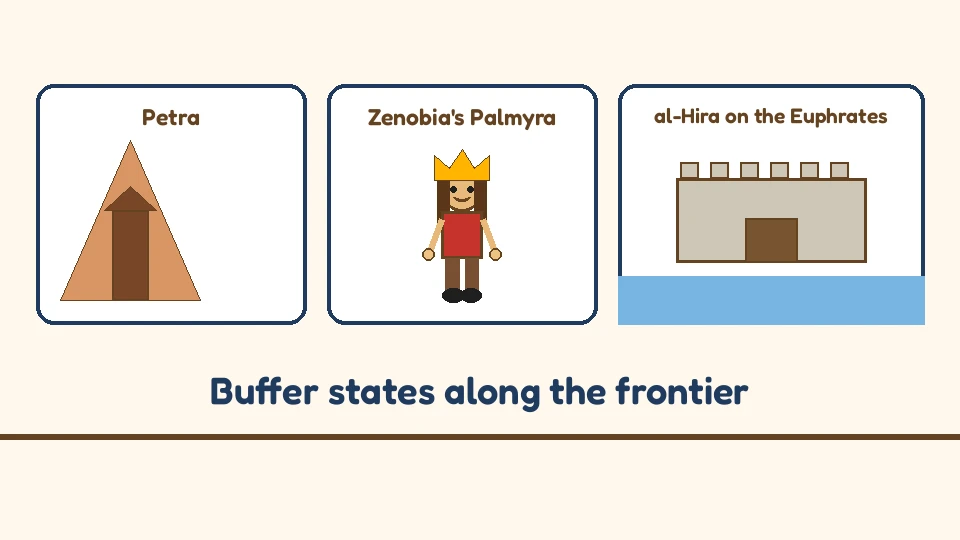 Petra
Zenobia's Palmyra
al-Hira on the Euphrates
Buffer states along the frontier